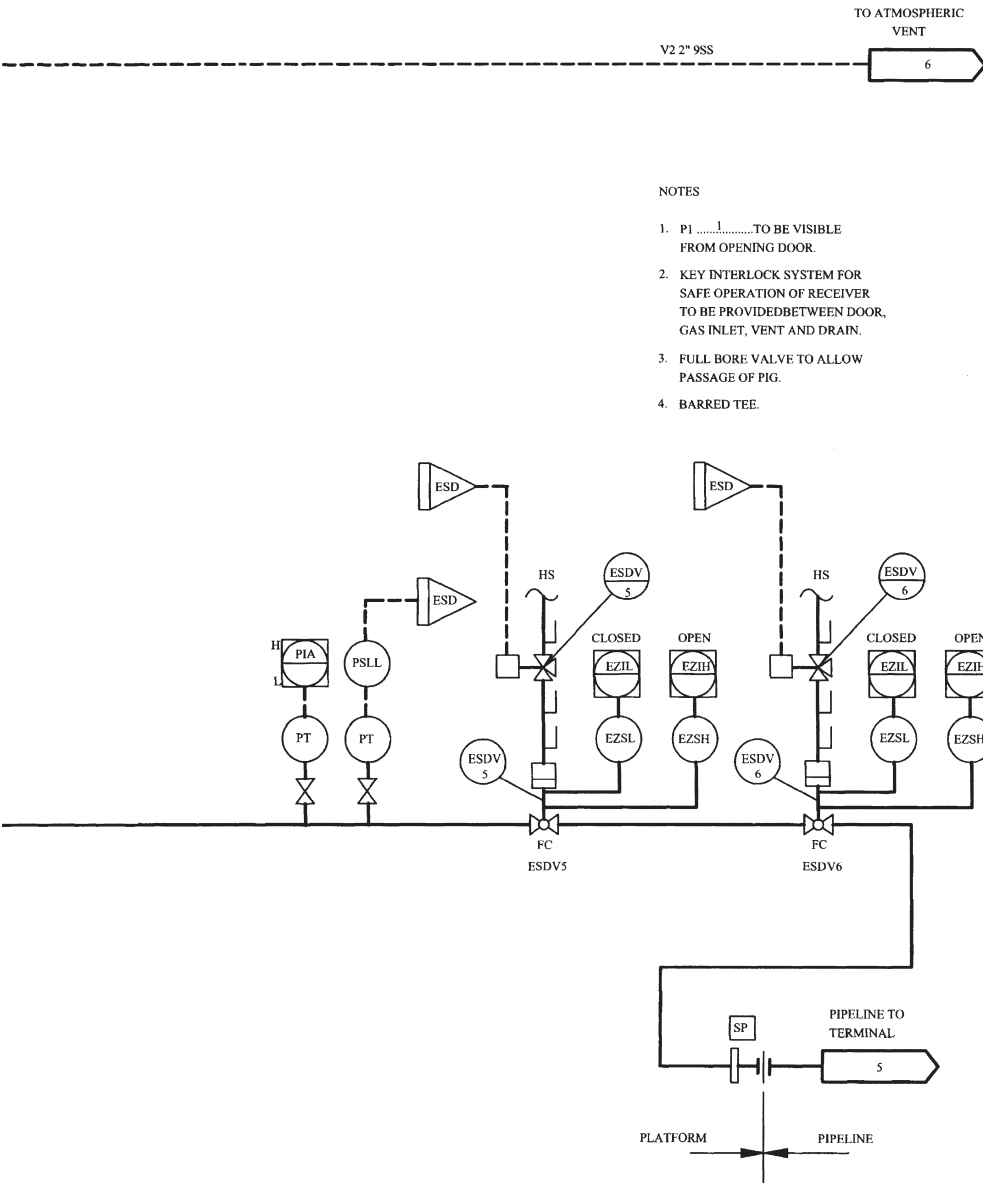 TO ATMOSPHERIC
VENT
V2 2" 9SS
6
NOTES
1. P1 ......1..........TO BE VISIBLE
FROM OPENING DOOR.
2. KEY INTERLOCK SYSTEM FOR
SAFE OPERATION OF RECEIVER
TO BE PROVIDEDBETWEEN DOOR,
GAS INLET, VENT AND DRAIN.
3. FULL BORE VALVE TO ALLOW
PASSAGE OF PIG.
4. BARRED TEE.
ESD
ESD
HS
ESDV
5
HS
ESDV
6
ESD
CLOSED
OPEN
CLOSED
OPEN
H
PIA
L
PSLL
EZIL
EZIH
EZIL
EZIH
PT
PT
EZSL
EZSH
EZSL
EZSH
ESDV
5
ESDV
6
FC
ESDV5
FC
ESDV6
SP
PIPELINE TO
TERMINAL
5
PLATFORM
PIPELINE